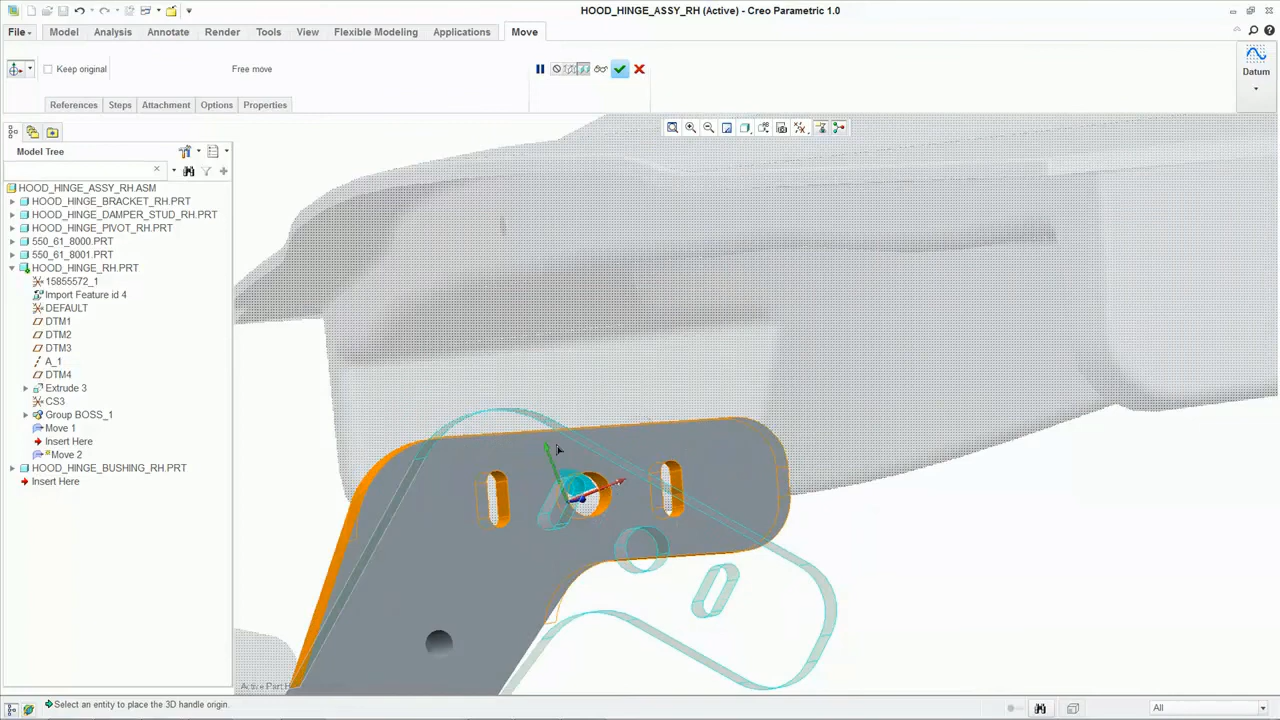 HOOD_HINGE_ASSY_RH (Active) - Creo Parametric 1.0
File Model Analysis Annotate Render Tools View Flexible Modeling Applications Move
Keep original Free move
Datum
References Steps Attachment Options Properties
Model Tree
HOOD_HINGE_ASSY_RH.ASM
HOOD_HINGE_BRACKET_RH.PRT
HOOD_HINGE_DAMPER_STUD_RH.PRT
HOOD_HINGE_PIVOT_RH.PRT
550_61_8000.PRT
550_61_8001.PRT
HOOD_HINGE_RH.PRT
15855572_1
Import Feature id 4
DEFAULT
DTM1
DTM2
DTM3
A_1
DTM4
Extrude 3
CS3
Group BOSS_1
Move 1
Insert Here
Move 2
HOOD_HINGE_BUSHING_RH.PRT
Insert Here
Active Part
Select an entity to place the 3D handle origin.
All